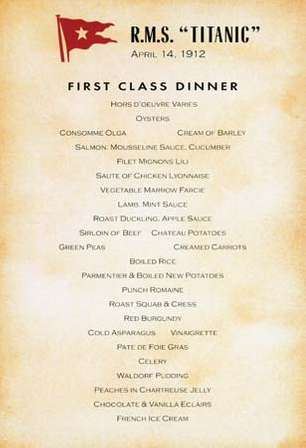 R.M.S. "TITANIC"
APRIL 14, 1912
FIRST CLASS DINNER
HORS D'OEUVRE VARIES
OYSTERS
CONSOMME OLGA CREAM OF BARLEY
SALMON, MOUSSELINE SAUCE, CUCUMBER
FILET MIGNONS LILI
SAUTE OF CHICKEN LYONNAISE
VEGETABLE MARROW FARCIE
LAMB, MINT SAUCE
ROAST DUCKLING, APPLE SAUCE
SIRLOIN OF BEEF CHATEAU POTATOES
GREEN PEAS CREAMED CARROTS
BOILED RICE
PARMENTIER & BOILED NEW POTATOES
PUNCH ROMAINE
ROAST SQUAB & CRESS
RED BURGUNDY
COLD ASPARAGUS VINAIGRETTE
PATE DE FOIE GRAS
CELERY
WALDORF PUDDING
PEACHES IN CHARTREUSE JELLY
CHOCOLATE & VANILLA ECLAIRS
FRENCH ICE CREAM